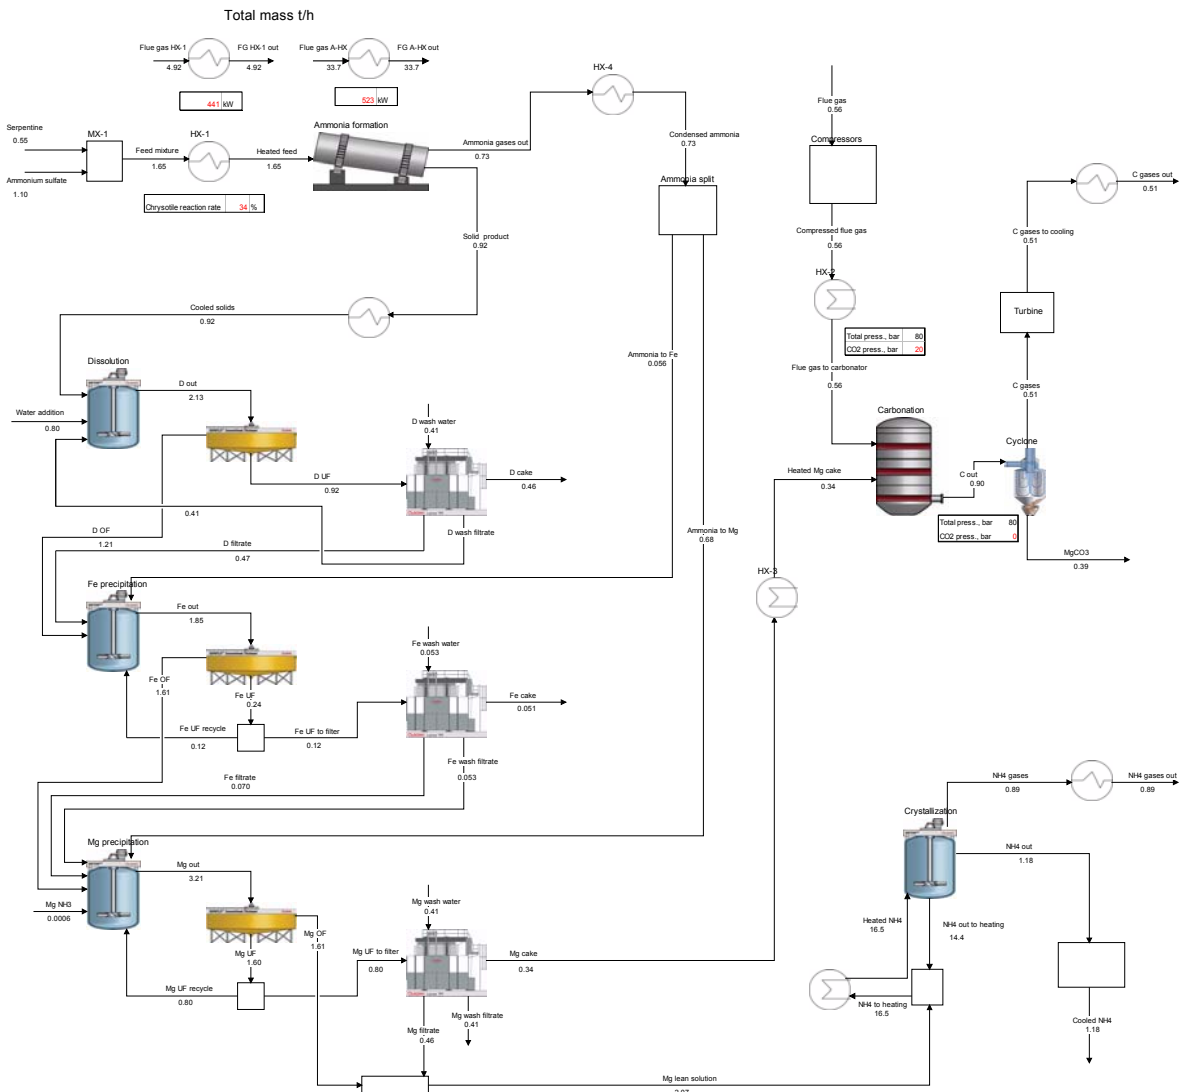 Total mass t/h
Flue gas HX-1
4.92
FG HX-1 out
4.92
Flue gas A-HX
33.7
FG A-HX out
33.7
441 kW
523 kW
Serpentine
0.55
MX-1
Feed mixture
1.65
HX-1
Heated feed
1.65
Ammonia formation
Ammonium sulfate
1.10
Chrysotile reaction rate 34 %
Ammonia gases out
0.73
HX-4
Condensed ammonia
0.73
Ammonia split
Solid product
0.92
Cooled solids
0.92
Flue gas
0.56
Compressors
Compressed flue gas
0.56
HX-2
Total press., bar 80
CO2 press., bar 20
Flue gas to carbonator
0.56
C gases out
0.51
C gases to cooling
0.51
Turbine
C gases
0.51
Carbonation
Cyclone
C out
0.90
Heated Mg cake
0.34
Total press., bar 80
CO2 press., bar 0
MgCO3
0.39
HX-3
Ammonia to Fe
0.056
Ammonia to Mg
0.68
Dissolution
D out
2.13
Water addition
0.80
D wash water
0.41
D UF
0.92
D cake
0.46
0.41
D wash filtrate
D OF
1.21
D filtrate
0.47
Fe precipitation
Fe out
1.85
Fe wash water
0.053
Fe OF
1.61
Fe UF
0.24
Fe cake
0.051
Fe UF recycle
0.12
Fe UF to filter
0.12
Fe wash filtrate
0.053
Fe filtrate
0.070
Mg precipitation
Mg out
3.21
Mg NH3
0.0006
Mg wash water
0.41
Mg OF
1.61
Mg UF
1.60
Mg UF to filter
0.80
Mg cake
0.34
Mg UF recycle
0.80
Mg wash filtrate
0.41
Mg filtrate
0.46
Mg lean solution
NH4 gases
0.89
NH4 gases out
0.89
Crystallization
NH4 out
1.18
Heated NH4
16.5
NH4 out to heating
14.4
NH4 to heating
16.5
Cooled NH4
1.18